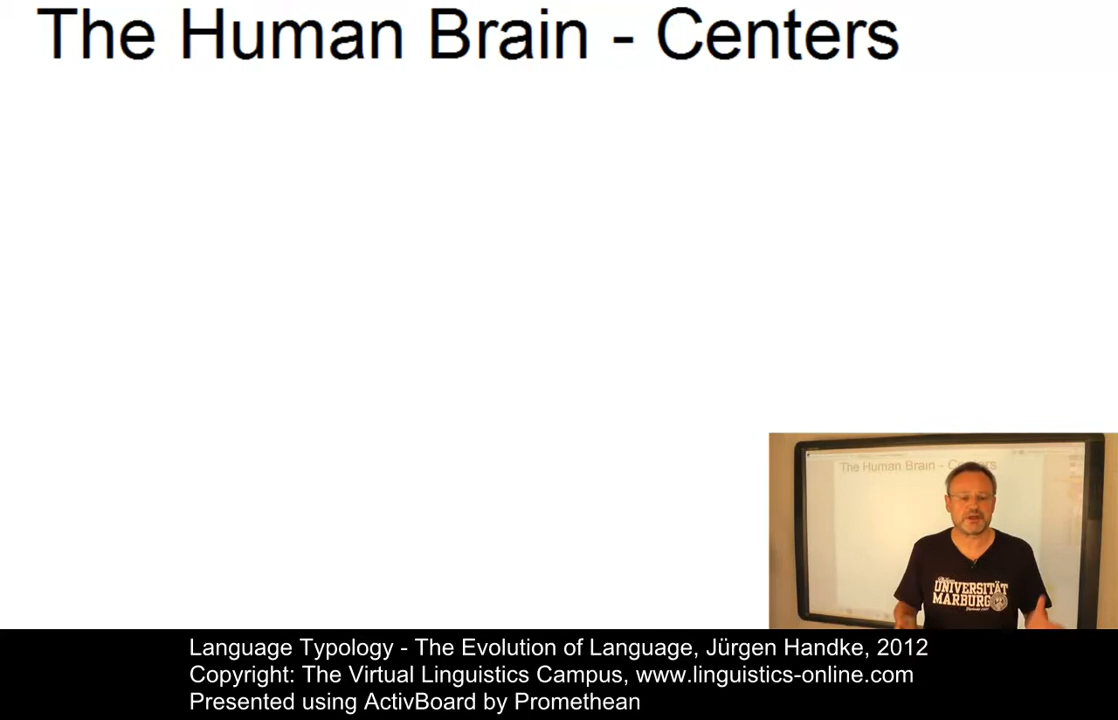 The Human Brain - Centers
The Human Brain - Centers
UNIVERSITÄT
MARBURG
Language Typology - The Evolution of Language, Jürgen Handke, 2012
Copyright: The Virtual Linguistics Campus, www.linguistics-online.com
Presented using ActivBoard by Promethean